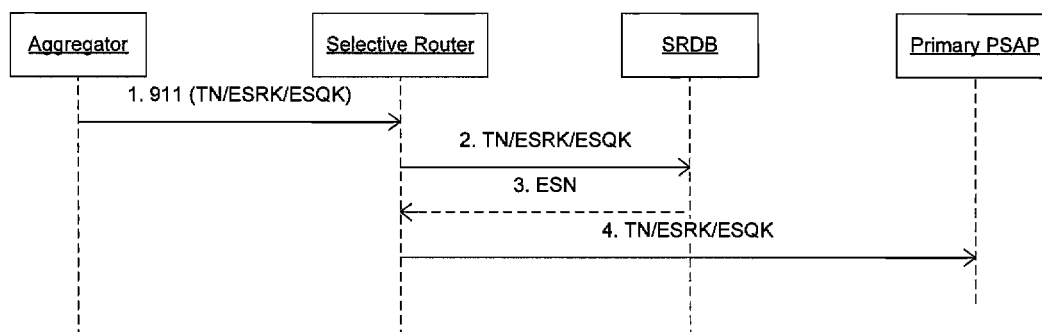 Aggregator
Selective Router
SRDB
Primary PSAP
1. 911 (TN/ESRK/ESQK)
2. TN/ESRK/ESQK
3. ESN
4. TN/ESRK/ESQK